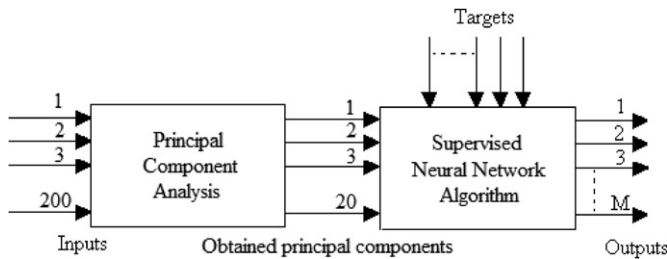 Targets
1
2
3
200
Inputs
Principal
Component
Analysis
1
2
3
20
Obtained principal components
Supervised
Neural Network
Algorithm
1
2
3
M
Outputs